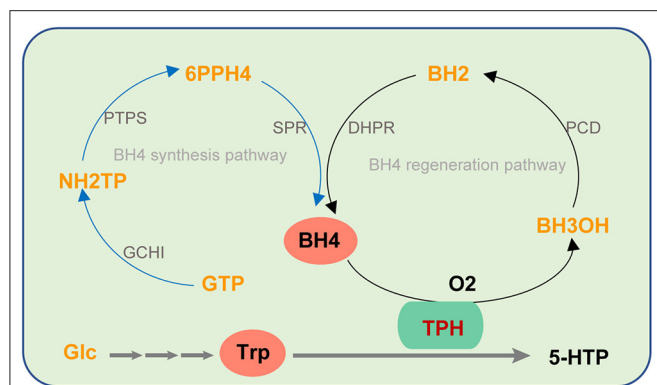 6PPH4
BH2
PTPS
SPR
DHPR
PCD
BH4 synthesis pathway
BH4 regeneration pathway
NH2TP
BH4
BH3OH
GCHI
GTP
O2
TPH
Glc
Trp
5-HTP